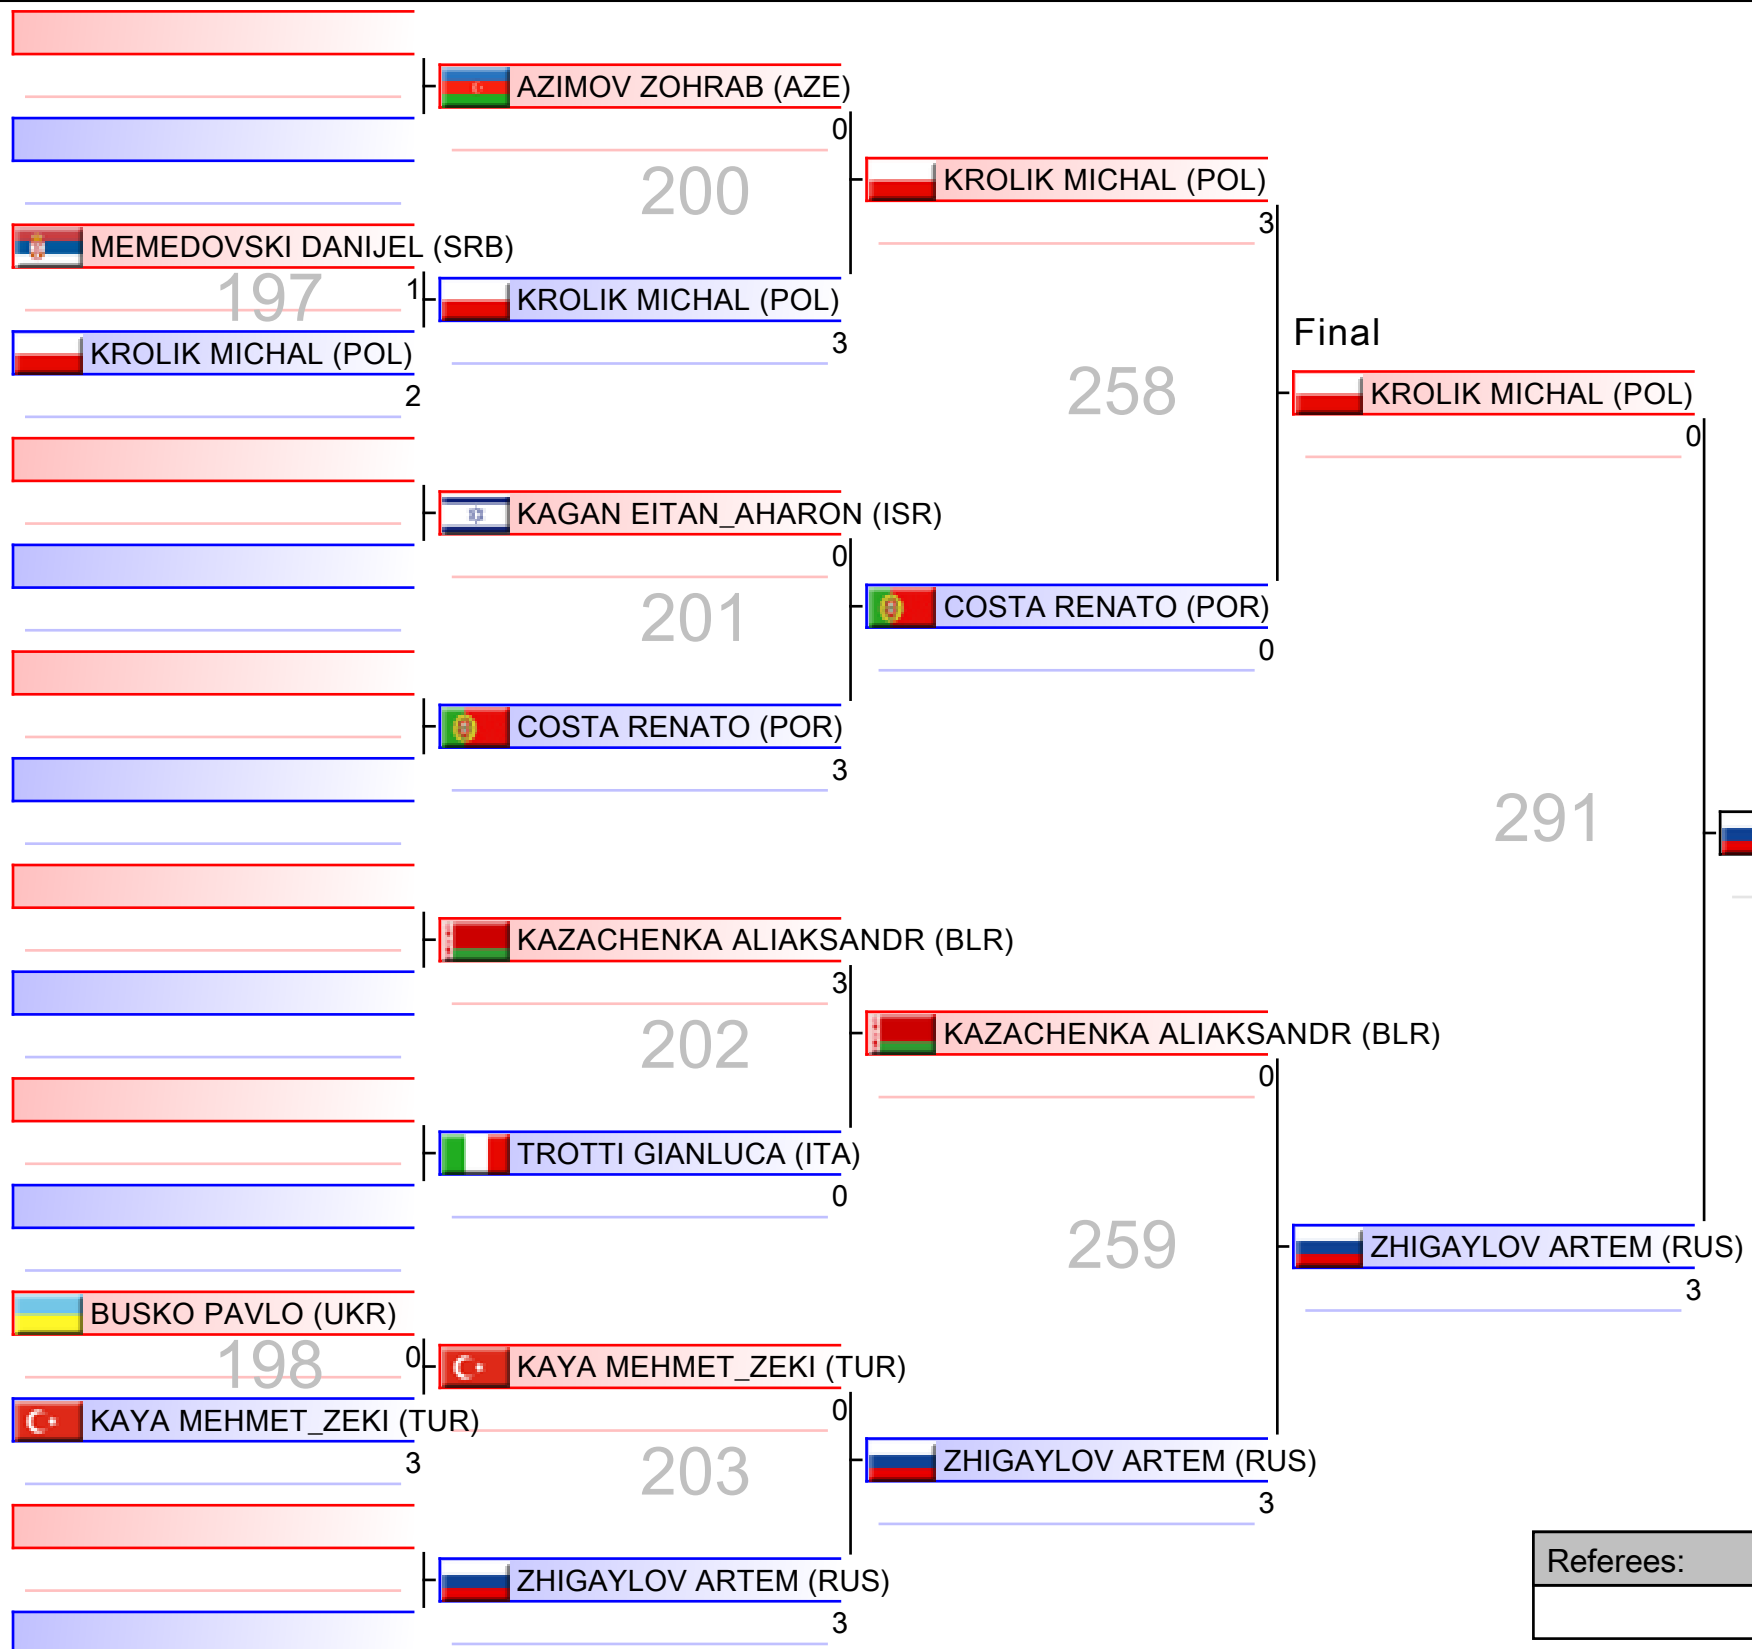 AZIMOV ZOHRAB (AZE)
0
200
KROLIK MICHAL (POL)
3
MEMEDOVSKI DANIJEL (SRB)
197
1
KROLIK MICHAL (POL)
3
KROLIK MICHAL (POL)
2
Final
258
KROLIK MICHAL (POL)
0
KAGAN EITAN_AHARON (ISR)
0
201
COSTA RENATO (POR)
0
COSTA RENATO (POR)
3
291
KAZACHENKA ALIAKSANDR (BLR)
3
202
KAZACHENKA ALIAKSANDR (BLR)
0
TROTTI GIANLUCA (ITA)
0
259
ZHIGAYLOV ARTEM (RUS)
3
BUSKO PAVLO (UKR)
198
0
KAYA MEHMET_ZEKI (TUR)
0
KAYA MEHMET_ZEKI (TUR)
3
203
ZHIGAYLOV ARTEM (RUS)
3
ZHIGAYLOV ARTEM (RUS)
3
Referees: